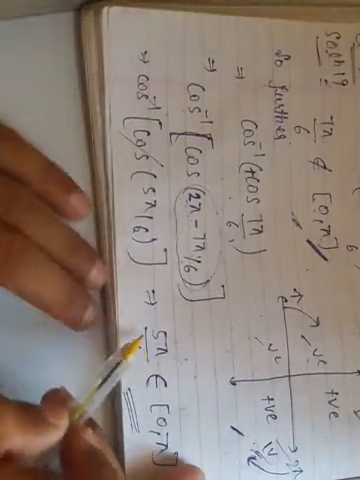 Soln 19 =
7π/6 ∉ [0,π]
So further
⇒ cos⁻¹(+cos 7π/6)
⇒ cos⁻¹[cos(2π - 7π/6)]
⇒ cos⁻¹[cos(5π/6)] ⇒ 5π ∈ [0,π]
+ve
+ve
2π